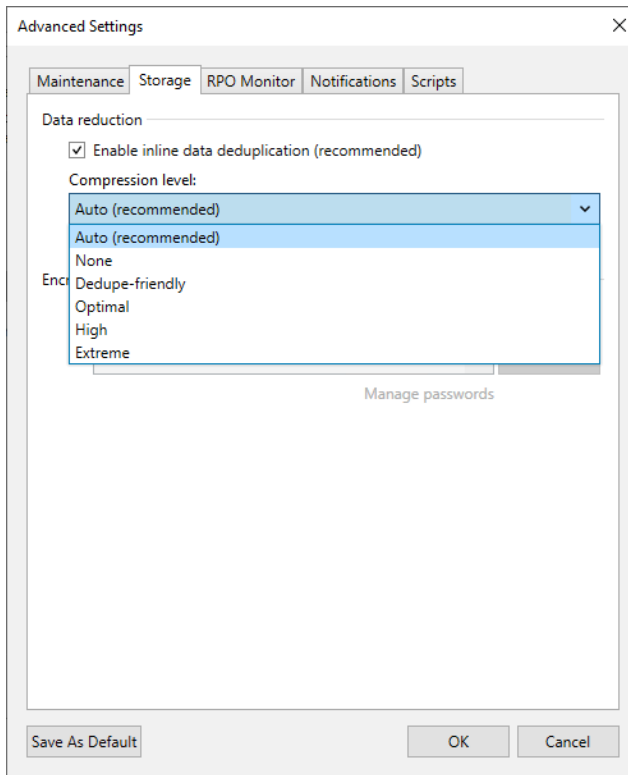 Advanced Settings
Maintenance Storage RPO Monitor Notifications Scripts
Data reduction
Enable inline data deduplication (recommended)
Compression level:
Auto (recommended)
Auto (recommended)
None
Encr
Dedupe-friendly
Optimal
High
Extreme
Manage passwords
Save As Default OK Cancel